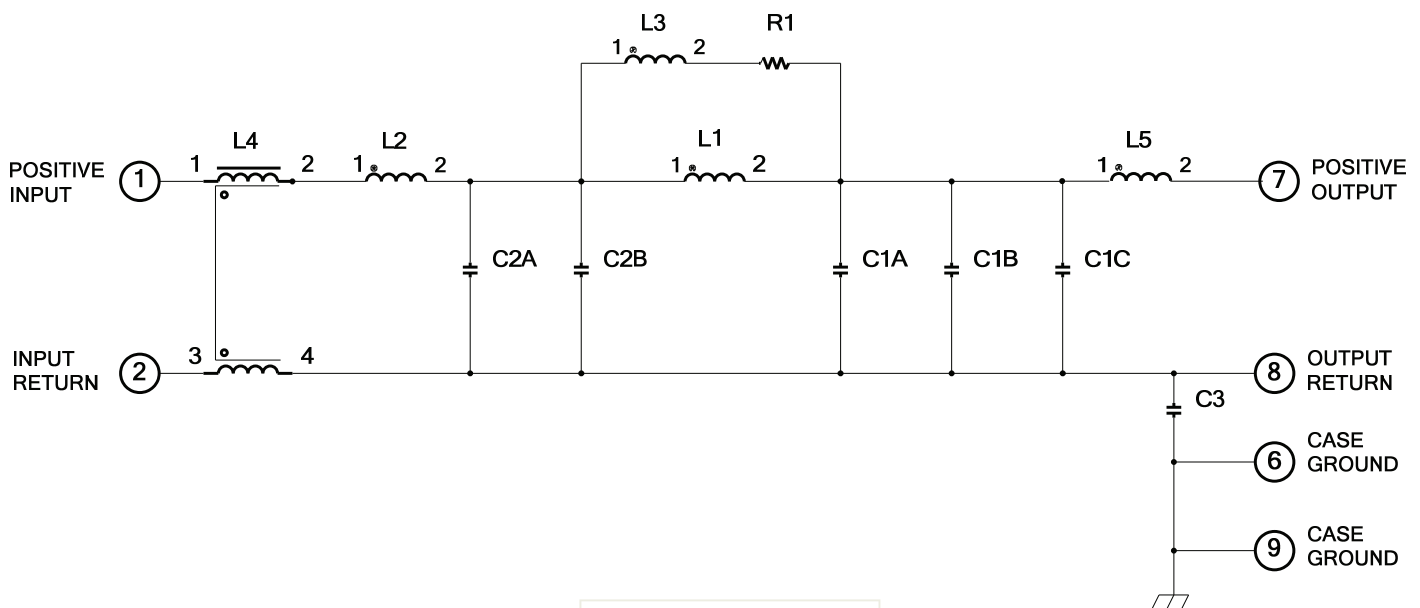 L3 R1
1 2
L4 L2 L1 L5
POSITIVE INPUT 1 1 2 1 2 1 2 1 2 7 POSITIVE OUTPUT
C2A C2B C1A C1B C1C
INPUT RETURN 2 3 4 8 OUTPUT RETURN
C3
6 CASE GROUND
9 CASE GROUND